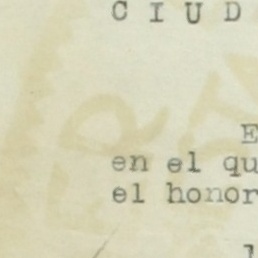 C I U D
E
en el qu
el honor